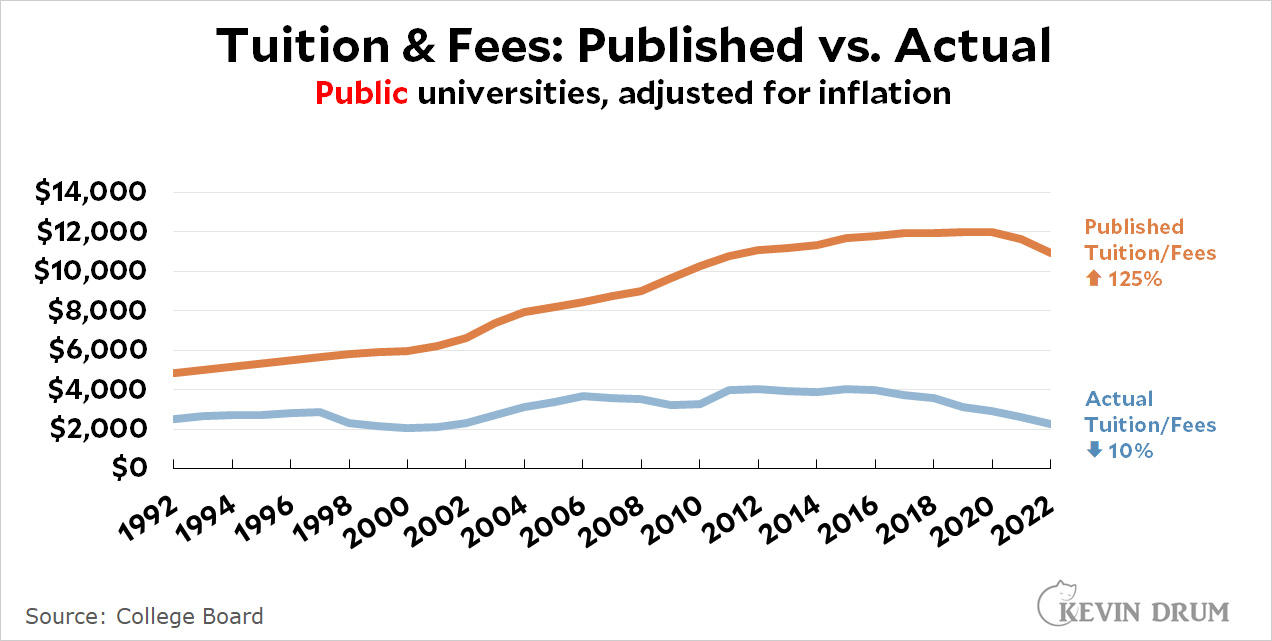 Tuition & Fees: Published vs. Actual
Public universities, adjusted for inflation
$14,000
$12,000
$10,000
$8,000
$6,000
$4,000
$2,000
$0
Published
Tuition/Fees
⬆ 125%
Actual
Tuition/Fees
⬇ 10%
1992 1994 1996 1998 2000 2002 2004 2006 2008 2010 2012 2014 2016 2018 2020 2022
Source: College Board
KEVIN DRUM